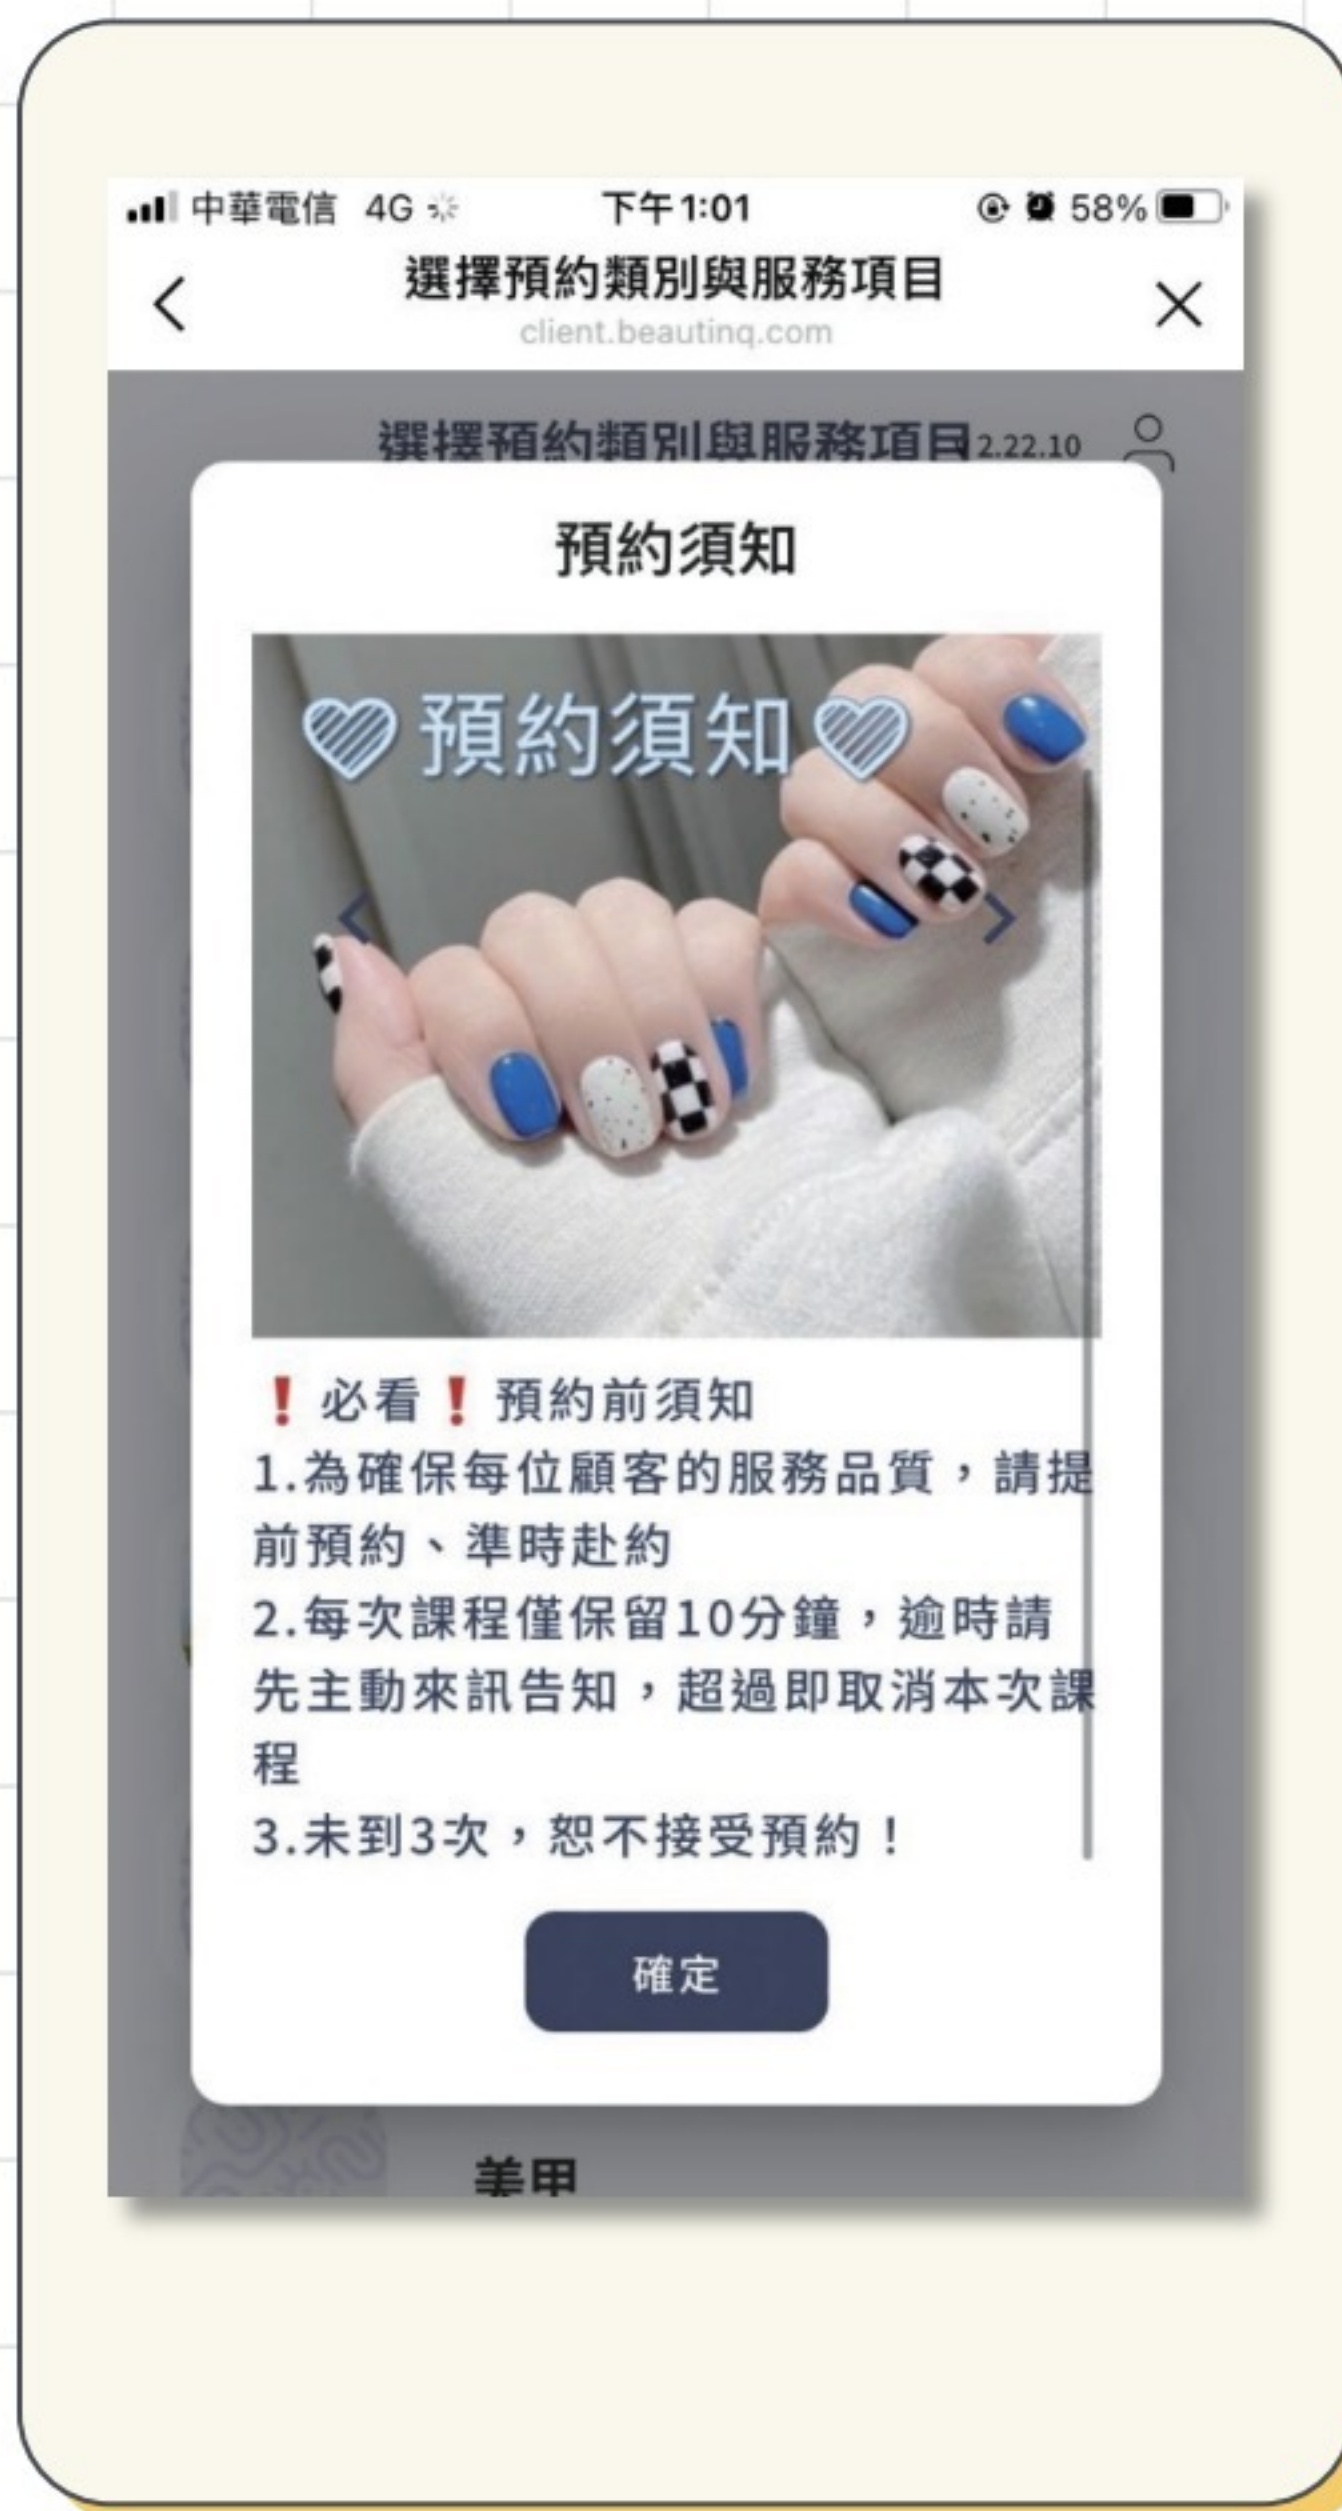 中華電信 4G 下午1:01 58%
選擇預約類別與服務項目
client.beautinq.com
選擇預約類別與服務項目 2.22.10
預約須知
預約須知
❗必看❗預約前須知
1.為確保每位顧客的服務品質，請提
前預約、準時赴約
2.每次課程僅保留10分鐘，逾時請
先主動來訊告知，超過即取消本次課
程
3.未到3次，恕不接受預約！
確定
美甲